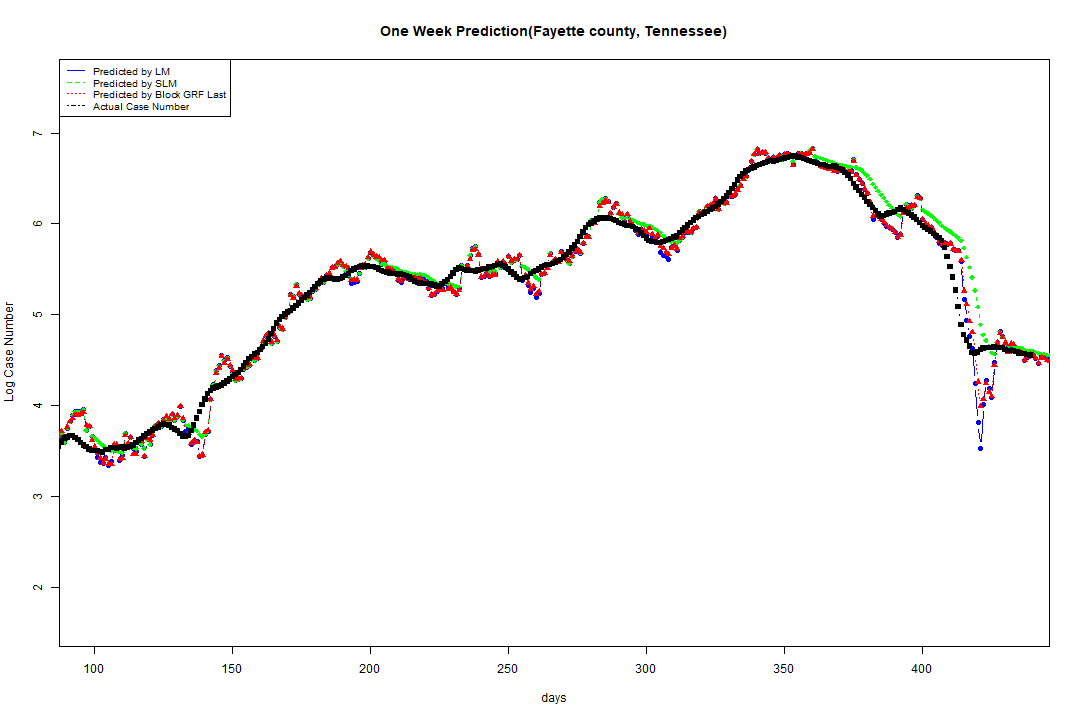 One Week Prediction(Fayette county, Tennessee)
Predicted by LM
Predicted by SLM
Predicted by Block GRF Last
Actual Case Number
7
6
5
4
3
2
Log Case Number
100 150 200 250 300 350 400
days